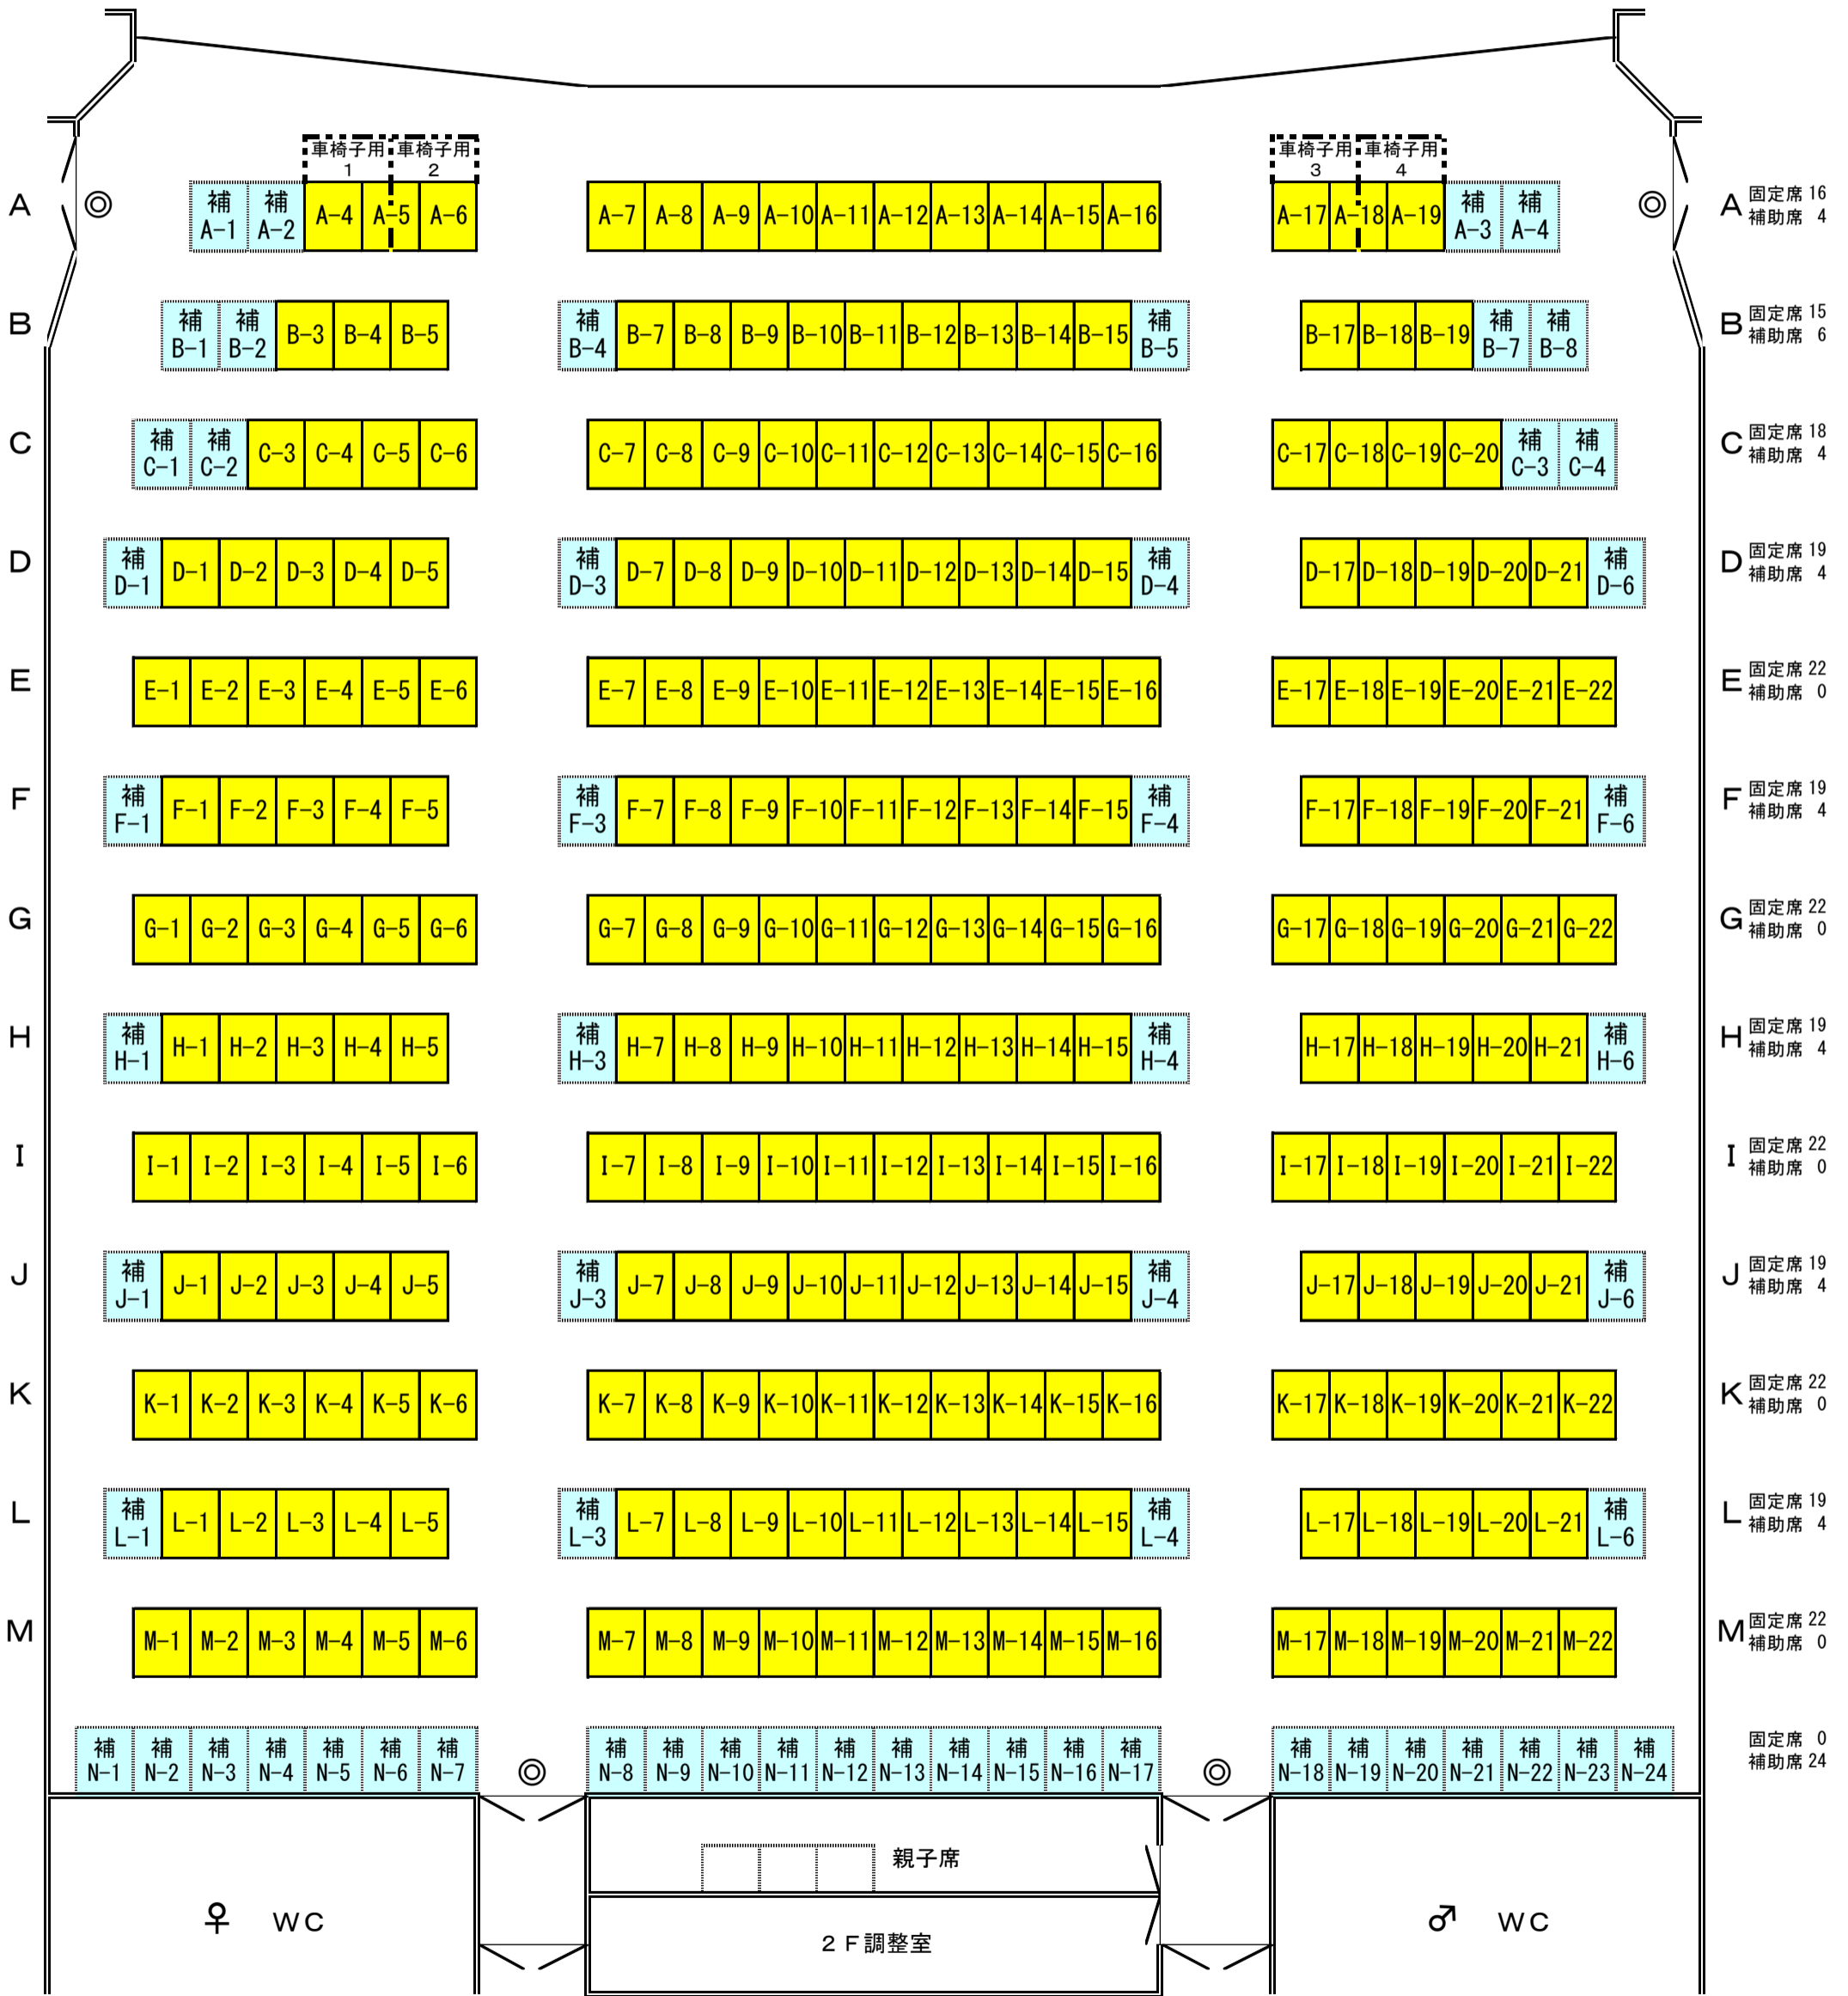 車椅子用 車椅子用 車椅子用 車椅子用
1 2 3 4
A ◎ 補 A-1 補 A-2 A-4 A-5 A-6 A-7 A-8 A-9 A-10 A-11 A-12 A-13 A-14 A-15 A-16 A-17 A-18 A-19 補 A-3 補 A-4 ◎ A 固定席 16
補助席 4
B 補 B-1 補 B-2 B-3 B-4 B-5 補 B-4 B-7 B-8 B-9 B-10 B-11 B-12 B-13 B-14 B-15 補 B-5 B-17 B-18 B-19 補 B-7 補 B-8 B 固定席 15
補助席 6
C 補 C-1 補 C-2 C-3 C-4 C-5 C-6 C-7 C-8 C-9 C-10 C-11 C-12 C-13 C-14 C-15 C-16 C-17 C-18 C-19 C-20 補 C-3 補 C-4 C 固定席 18
補助席 4
D 補 D-1 D-1 D-2 D-3 D-4 D-5 補 D-3 D-7 D-8 D-9 D-10 D-11 D-12 D-13 D-14 D-15 補 D-4 D-17 D-18 D-19 D-20 D-21 補 D-6 D 固定席 19
補助席 4
E E-1 E-2 E-3 E-4 E-5 E-6 E-7 E-8 E-9 E-10 E-11 E-12 E-13 E-14 E-15 E-16 E-17 E-18 E-19 E-20 E-21 E-22 E 固定席 22
補助席 0
F 補 F-1 F-1 F-2 F-3 F-4 F-5 補 F-3 F-7 F-8 F-9 F-10 F-11 F-12 F-13 F-14 F-15 補 F-4 F-17 F-18 F-19 F-20 F-21 補 F-6 F 固定席 19
補助席 4
G G-1 G-2 G-3 G-4 G-5 G-6 G-7 G-8 G-9 G-10 G-11 G-12 G-13 G-14 G-15 G-16 G-17 G-18 G-19 G-20 G-21 G-22 G 固定席 22
補助席 0
H 補 H-1 H-1 H-2 H-3 H-4 H-5 補 H-3 H-7 H-8 H-9 H-10 H-11 H-12 H-13 H-14 H-15 補 H-4 H-17 H-18 H-19 H-20 H-21 補 H-6 H 固定席 19
補助席 4
I I-1 I-2 I-3 I-4 I-5 I-6 I-7 I-8 I-9 I-10 I-11 I-12 I-13 I-14 I-15 I-16 I-17 I-18 I-19 I-20 I-21 I-22 I 固定席 22
補助席 0
J 補 J-1 J-1 J-2 J-3 J-4 J-5 補 J-3 J-7 J-8 J-9 J-10 J-11 J-12 J-13 J-14 J-15 補 J-4 J-17 J-18 J-19 J-20 J-21 補 J-6 J 固定席 19
補助席 4
K K-1 K-2 K-3 K-4 K-5 K-6 K-7 K-8 K-9 K-10 K-11 K-12 K-13 K-14 K-15 K-16 K-17 K-18 K-19 K-20 K-21 K-22 K 固定席 22
補助席 0
L 補 L-1 L-1 L-2 L-3 L-4 L-5 補 L-3 L-7 L-8 L-9 L-10 L-11 L-12 L-13 L-14 L-15 補 L-4 L-17 L-18 L-19 L-20 L-21 補 L-6 L 固定席 19
補助席 4
M M-1 M-2 M-3 M-4 M-5 M-6 M-7 M-8 M-9 M-10 M-11 M-12 M-13 M-14 M-15 M-16 M-17 M-18 M-19 M-20 M-21 M-22 M 固定席 22
補助席 0
補 N-1 補 N-2 補 N-3 補 N-4 補 N-5 補 N-6 補 N-7 ◎ 補 N-8 補 N-9 補 N-10 補 N-11 補 N-12 補 N-13 補 N-14 補 N-15 補 N-16 補 N-17 ◎ 補 N-18 補 N-19 補 N-20 補 N-21 補 N-22 補 N-23 補 N-24 固定席 0
補助席 24
親子席
♀ WC
2F調整室
♂ WC